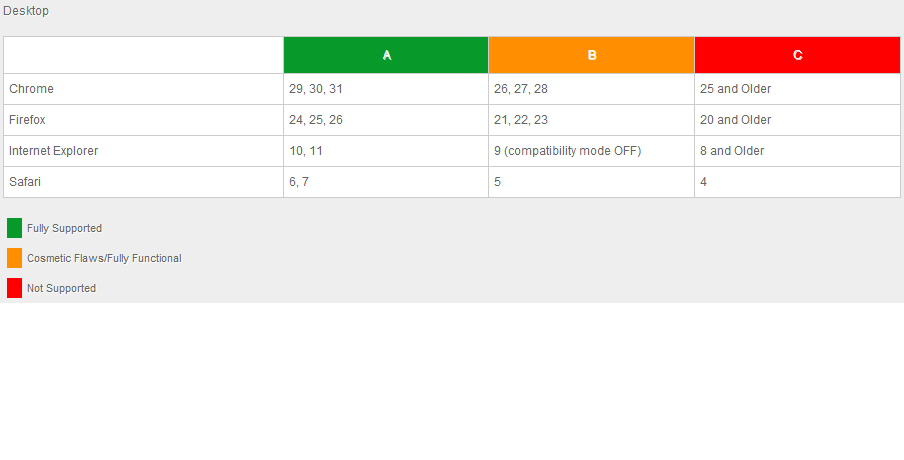 Desktop
A B C
Chrome 29, 30, 31 26, 27, 28 25 and Older
Firefox 24, 25, 26 21, 22, 23 20 and Older
Internet Explorer 10, 11 9 (compatibility mode OFF) 8 and Older
Safari 6, 7 5 4
Fully Supported
Cosmetic Flaws/Fully Functional
Not Supported